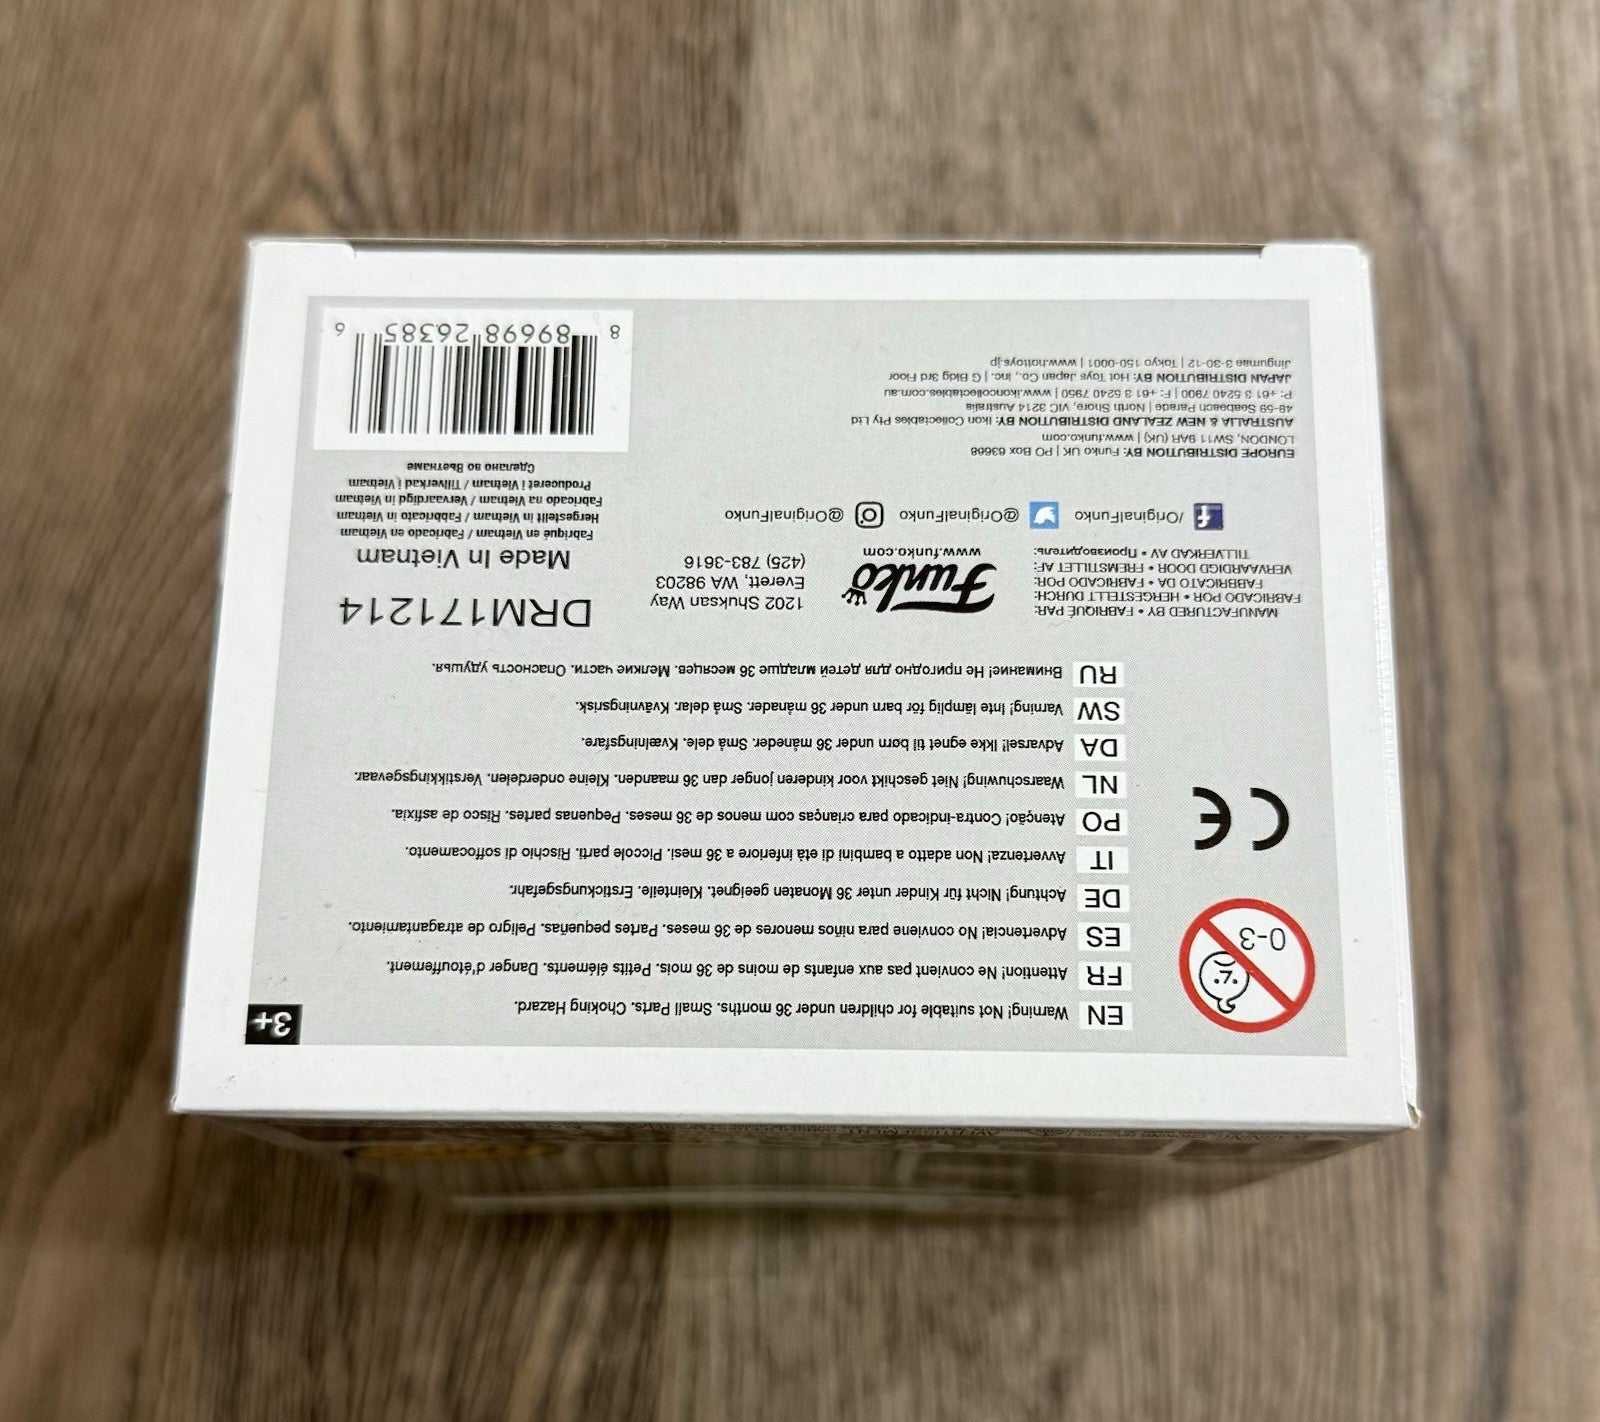 3+
EN Warning! Not suitable for children under 36 months. Small Parts. Choking Hazard.
FR Attention! Ne convient pas aux enfants de moins de 36 mois. Petits éléments. Danger d'étouffement.
ES Advertencia! No conviene para niños menores de 36 meses. Partes pequenas. Peligro de atragantamiento.
DE Achtung! Nicht für Kinder unter 36 Monaten geeignet. Kleinteile. Erstickungsgefahr.
IT Avvertenza! Non adatto a bambini di età inferiore a 36 mesi. Piccole parti. Rischio di soffocamento.
PO Atenção! Contra-indicado para crianças com menos de 36 meses. Pequenas partes. Risco de asfixia.
NL Waarschuwing! Niet geschikt voor kinderen jonger dan 36 maanden. Kleine onderdelen. Verstikkingsgevaar.
DA Advarsel! Ikke egnet til børn under 36 måneder. Små dele. Kvælningsfare.
SW Varning! Inte lämplig för barn under 36 månader. Små delar. Kvävningsrisk.
RU Внимание! Не пригодно для детей младше 36 месяцев. Мелкие части. Опасность удушья.
0-3
CE
MANUFACTURED BY • FABRIQUÉ PAR:
FABRICADO POR • HERGESTELLT DURCH:
FABBRICATO DA • FABRICADO POR:
VERVAARDIGD DOOR • FREMSTILLET AF:
TILLVERKAD AV • Производитель:
Funko
www.funko.com
1202 Shuksan Way
Everett, WA 98203
(425) 783-3616
/OriginalFunko @OriginalFunko @OriginalFunko
EUROPE DISTRIBUTION BY: Funko UK | PO Box 63668
LONDON, SW11 9AR (UK) | www.funko.com
AUSTRALIA & NEW ZEALAND DISTRIBUTION BY: Ikon Collectables Pty Ltd
49-59 Seabeach Parade | North Shore, VIC 3214 Australia
P: +61 3 5240 7900 | F: +61 3 5240 7950 | www.ikoncollectables.com.au
JAPAN DISTRIBUTION BY: Hot Toys Japan Co., Inc. | G Bldg 3rd Floor
Jingumae 3-30-12 | Tokyo 150-0001 | www.hottoys.jp
DRM171214
Made In Vietnam
Fabriqué en Vietnam / Fabricado en Vietnam
Hergestellt in Vietnam / Fabbricato in Vietnam
Fabricado na Vietnam / Vervaardigd in Vietnam
Produceret i Vietnam / Tillverkad i Vietnam
Сделано во Вьетнаме
8 89698 26385 6